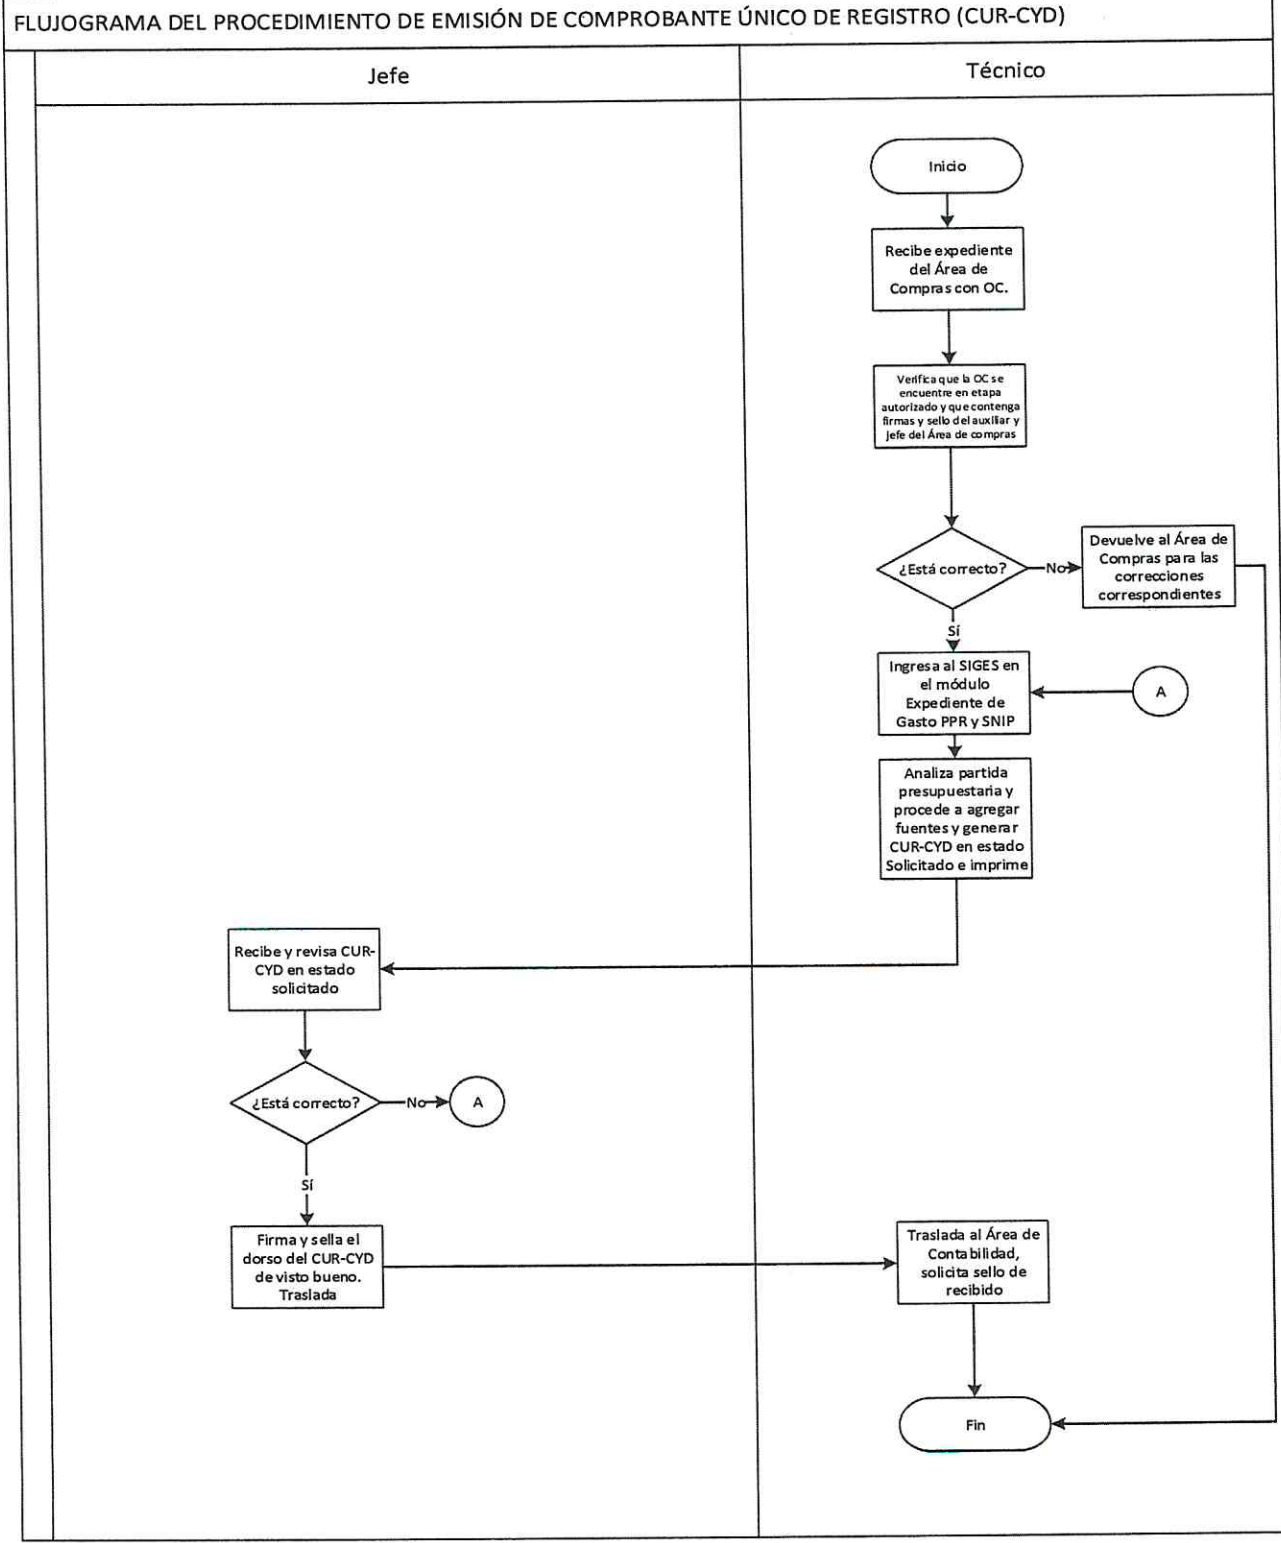 FLUJOGRAMA DEL PROCEDIMIENTO DE EMISIÓN DE COMPROBANTE ÚNICO DE REGISTRO (CUR-CYD)
Jefe
Técnico
Inicio
Recibe expediente
del Área de
Compras con OC.
Verifica que la OC se
encuentre en etapa
autorizado y que contenga
firmas y sello del auxiliar y
Jefe del Área de compras
¿Está correcto?
No
Devuelve al Área de
Compras para las
correcciones
correspondientes
Sí
Ingresa al SIGES en
el módulo
Expediente de
Gasto PPR y SNIP
A
Analiza partida
presupuestaria y
procede a agregar
fuentes y generar
CUR-CYD en estado
Solicitado e imprime
Recibe y revisa CUR-
CYD en estado
solicitado
¿Está correcto?
No
A
Sí
Firma y sella el
dorso del CUR-CYD
de visto bueno.
Traslada
Traslada al Área de
Contabilidad,
solicita sello de
recibido
Fin